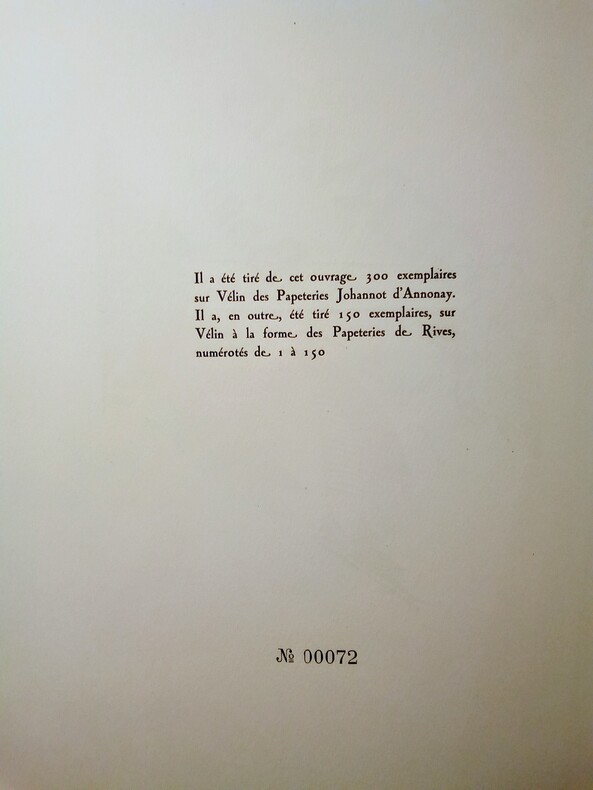 Il a été tiré de cet ouvrage 300 exemplaires
sur Vélin des Papeteries Johannot d'Annonay.
Il a, en outre, été tiré 150 exemplaires, sur
Vélin à la forme des Papeteries de Rives,
numérotés de 1 à 150
№ 00072